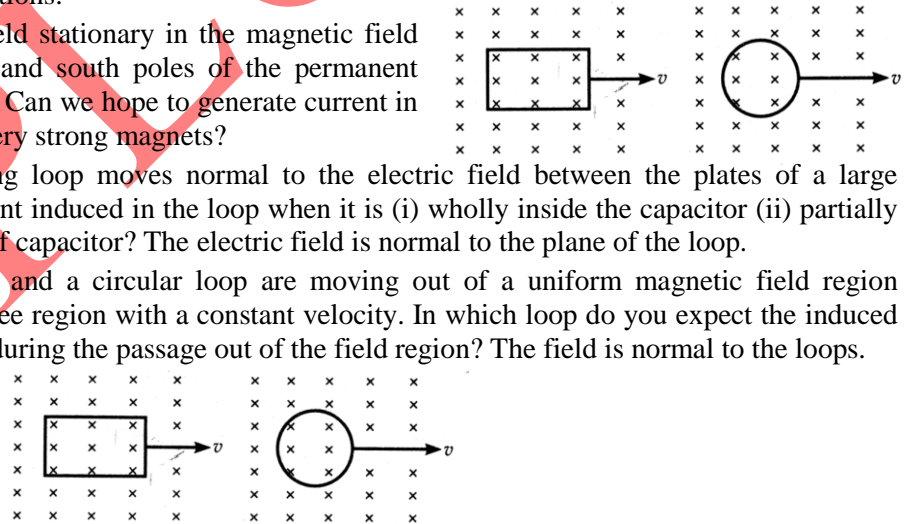 eld stationary in the magnetic field
and south poles of the permanent
Can we hope to generate current in
ery strong magnets?
v
v
ng loop moves normal to the electric field between the plates of a large
nt induced in the loop when it is (i) wholly inside the capacitor (ii) partially
f capacitor? The electric field is normal to the plane of the loop.
and a circular loop are moving out of a uniform magnetic field region
ee region with a constant velocity. In which loop do you expect the induced
during the passage out of the field region? The field is normal to the loops.
v
v